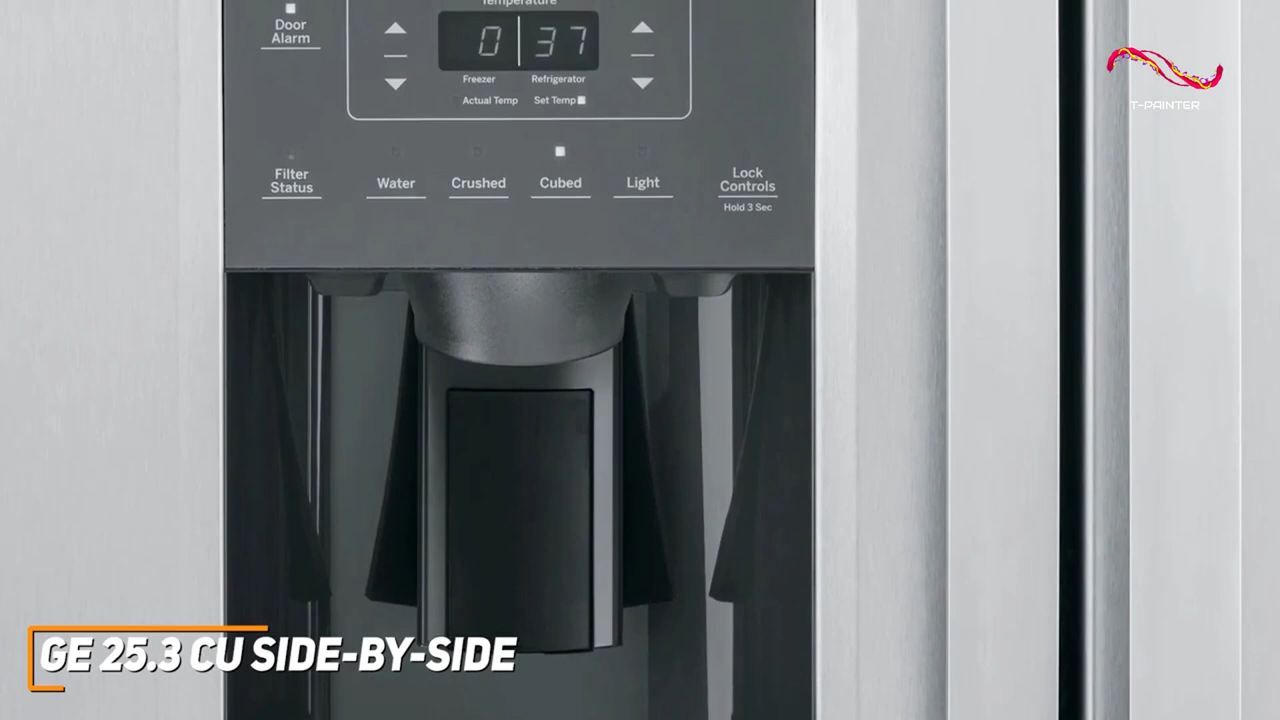 Temperature
Door
Alarm
0 37
Freezer Refrigerator
Actual Temp Set Temp
Filter
Status
Water
Crushed
Cubed
Light
Lock
Controls
Hold 3 Sec
T-PAINTER
GE 25.3 CU SIDE-BY-SIDE